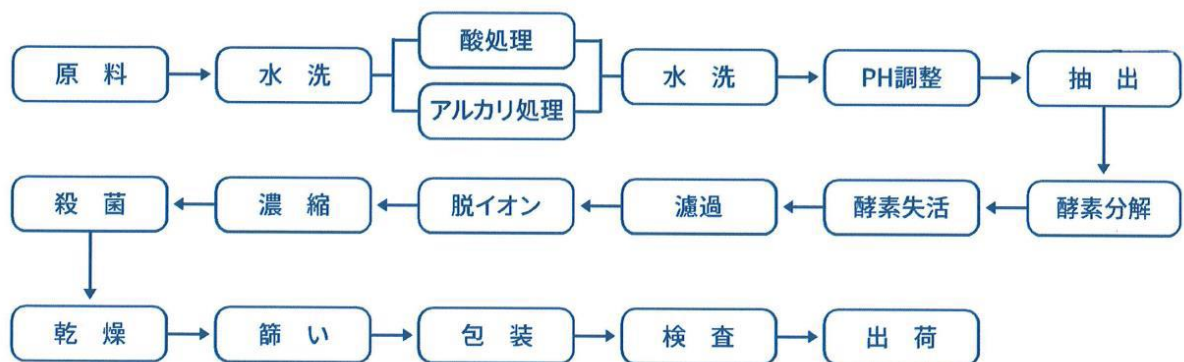 原料
水洗
酸処理
アルカリ処理
水洗
PH調整
抽出
酵素分解
酵素失活
濾過
脱イオン
濃縮
殺菌
乾燥
篩い
包装
検査
出荷